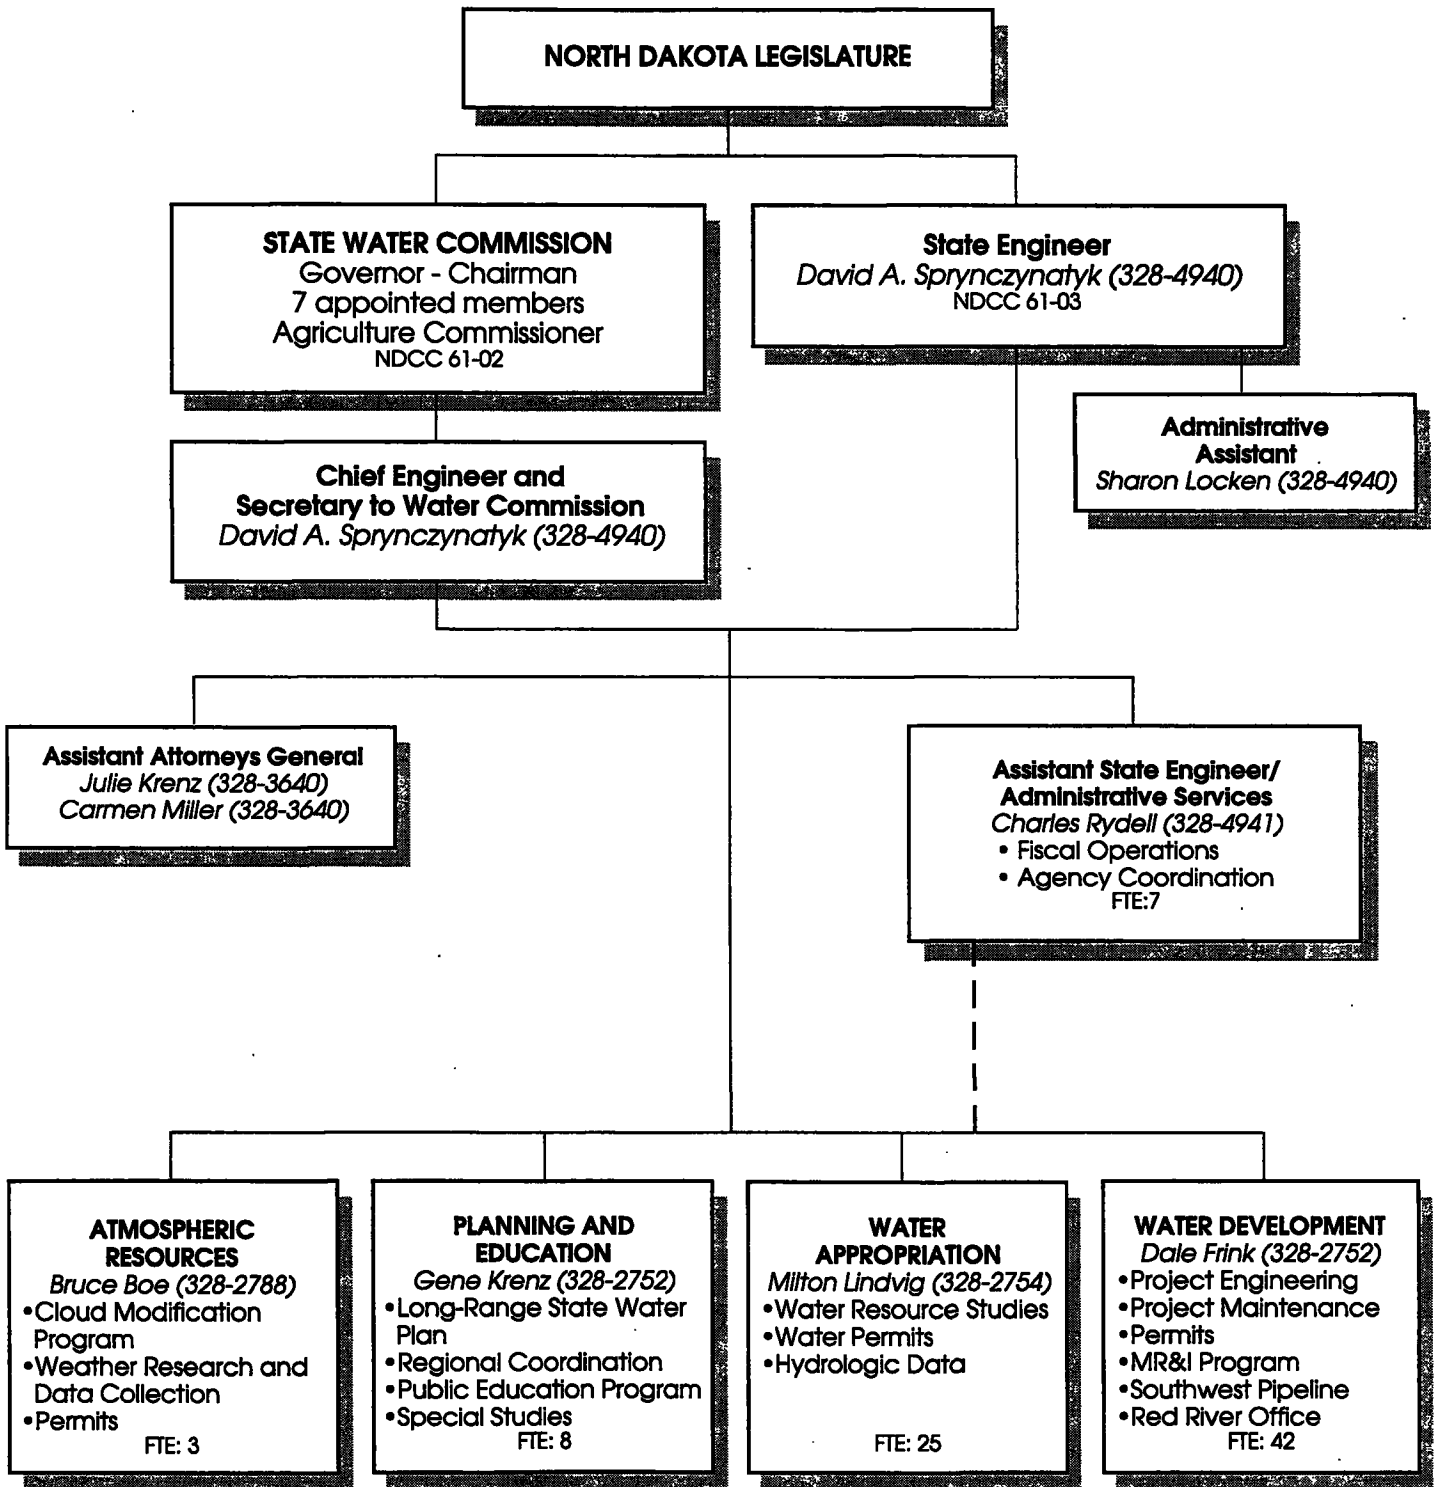 NORTH DAKOTA LEGISLATURE
STATE WATER COMMISSION
Governor - Chairman
7 appointed members
Agriculture Commissioner
NDCC 61-02
State Engineer
David A. Sprynczynatyk (328-4940)
NDCC 61-03
Administrative
Assistant
Sharon Locken (328-4940)
Chief Engineer and
Secretary to Water Commission
David A. Sprynczynatyk (328-4940)
Assistant Attorneys General
Julie Krenz (328-3640)
Carmen Miller (328-3640)
Assistant State Engineer/
Administrative Services
Charles Rydell (328-4941)
• Fiscal Operations
• Agency Coordination
FTE:7
ATMOSPHERIC
RESOURCES
Bruce Boe (328-2788)
•Cloud Modification
Program
•Weather Research and
Data Collection
•Permits
FTE: 3
PLANNING AND
EDUCATION
Gene Krenz (328-2752)
•Long-Range State Water
Plan
•Regional Coordination
•Public Education Program
•Special Studies
FTE: 8
WATER
APPROPRIATION
Milton Lindvig (328-2754)
•Water Resource Studies
•Water Permits
•Hydrologic Data
FTE: 25
WATER DEVELOPMENT
Dale Frink (328-2752)
•Project Engineering
•Project Maintenance
•Permits
•MR&I Program
•Southwest Pipeline
•Red River Office
FTE: 42